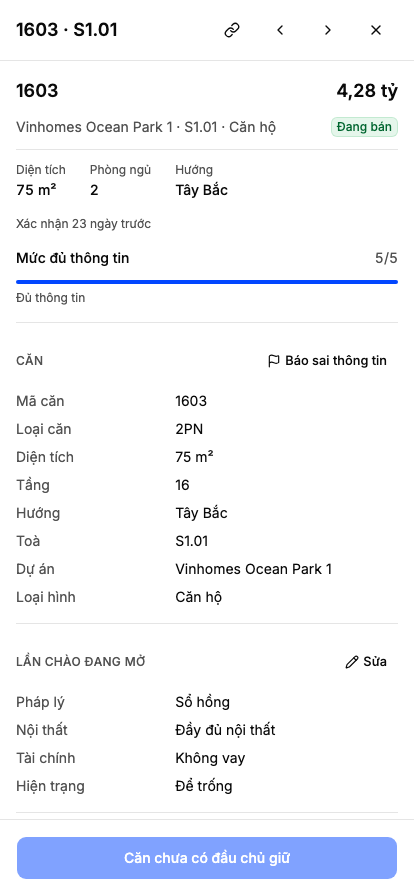 1603 · S1.01
1603 4,28 tỷ
Vinhomes Ocean Park 1 · S1.01 · Căn hộ Đang bán
Diện tích Phòng ngủ Hướng
75 m² 2 Tây Bắc
Xác nhận 23 ngày trước
Mức đủ thông tin 5/5
Đủ thông tin
CĂN Báo sai thông tin
Mã căn 1603
Loại căn 2PN
Diện tích 75 m²
Tầng 16
Hướng Tây Bắc
Toà S1.01
Dự án Vinhomes Ocean Park 1
Loại hình Căn hộ
LẦN CHÀO ĐANG MỞ Sửa
Pháp lý Sổ hồng
Nội thất Đầy đủ nội thất
Tài chính Không vay
Hiện trạng Để trống
Căn chưa có đầu chủ giữ